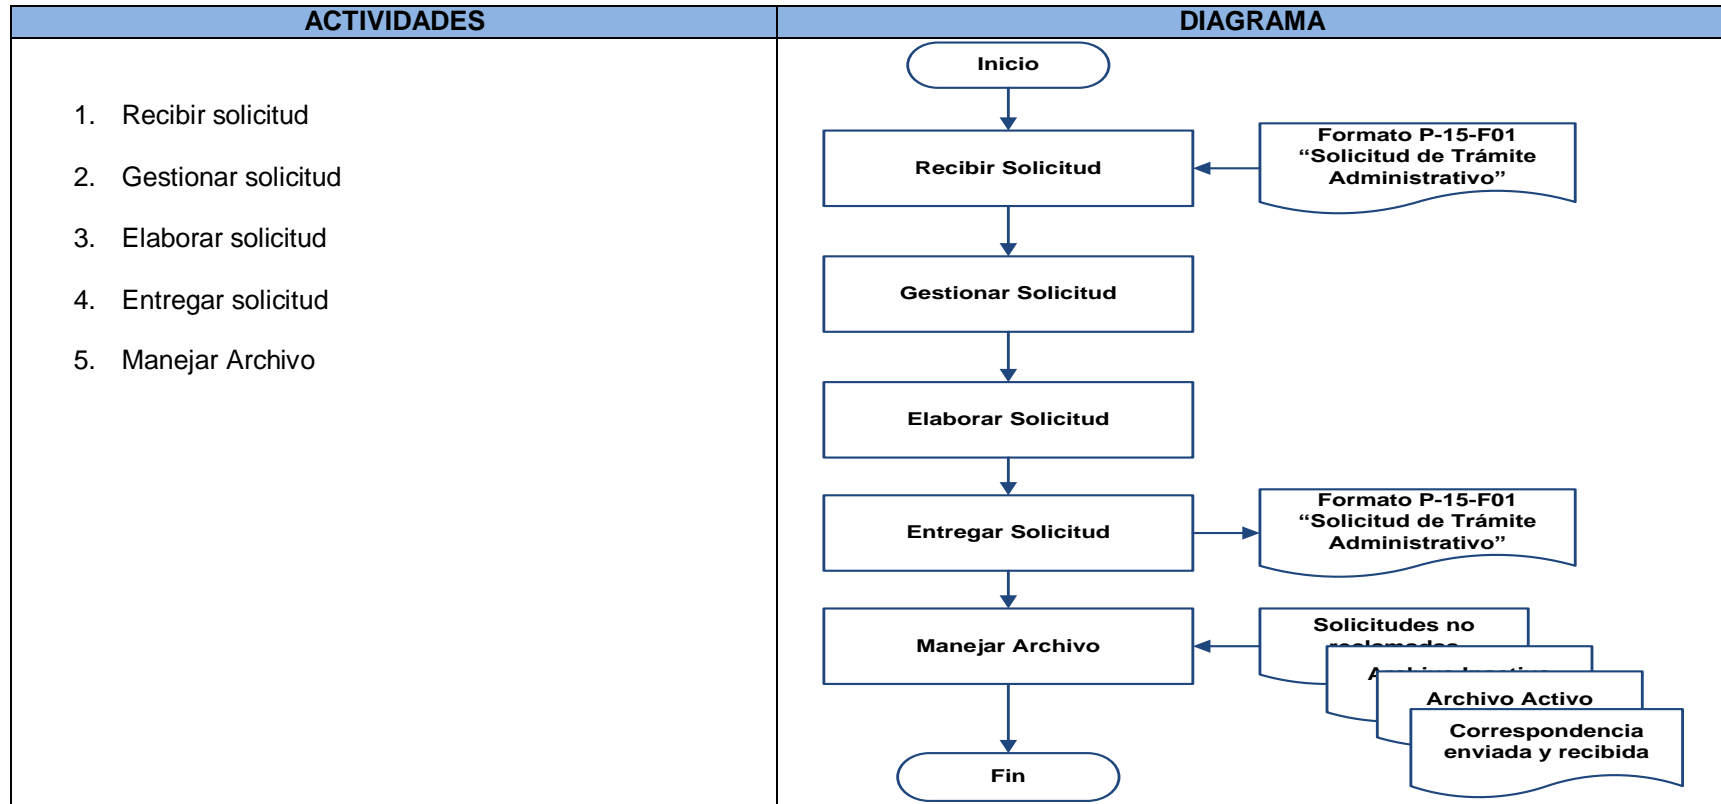 ACTIVIDADES
DIAGRAMA
1. Recibir solicitud
2. Gestionar solicitud
3. Elaborar solicitud
4. Entregar solicitud
5. Manejar Archivo
Inicio
Recibir Solicitud
Formato P-15-F01
“Solicitud de Trámite
Administrativo”
Gestionar Solicitud
Elaborar Solicitud
Entregar Solicitud
Formato P-15-F01
“Solicitud de Trámite
Administrativo”
Manejar Archivo
Solicitudes no
Archivo Activo
Correspondencia
enviada y recibida
Fin